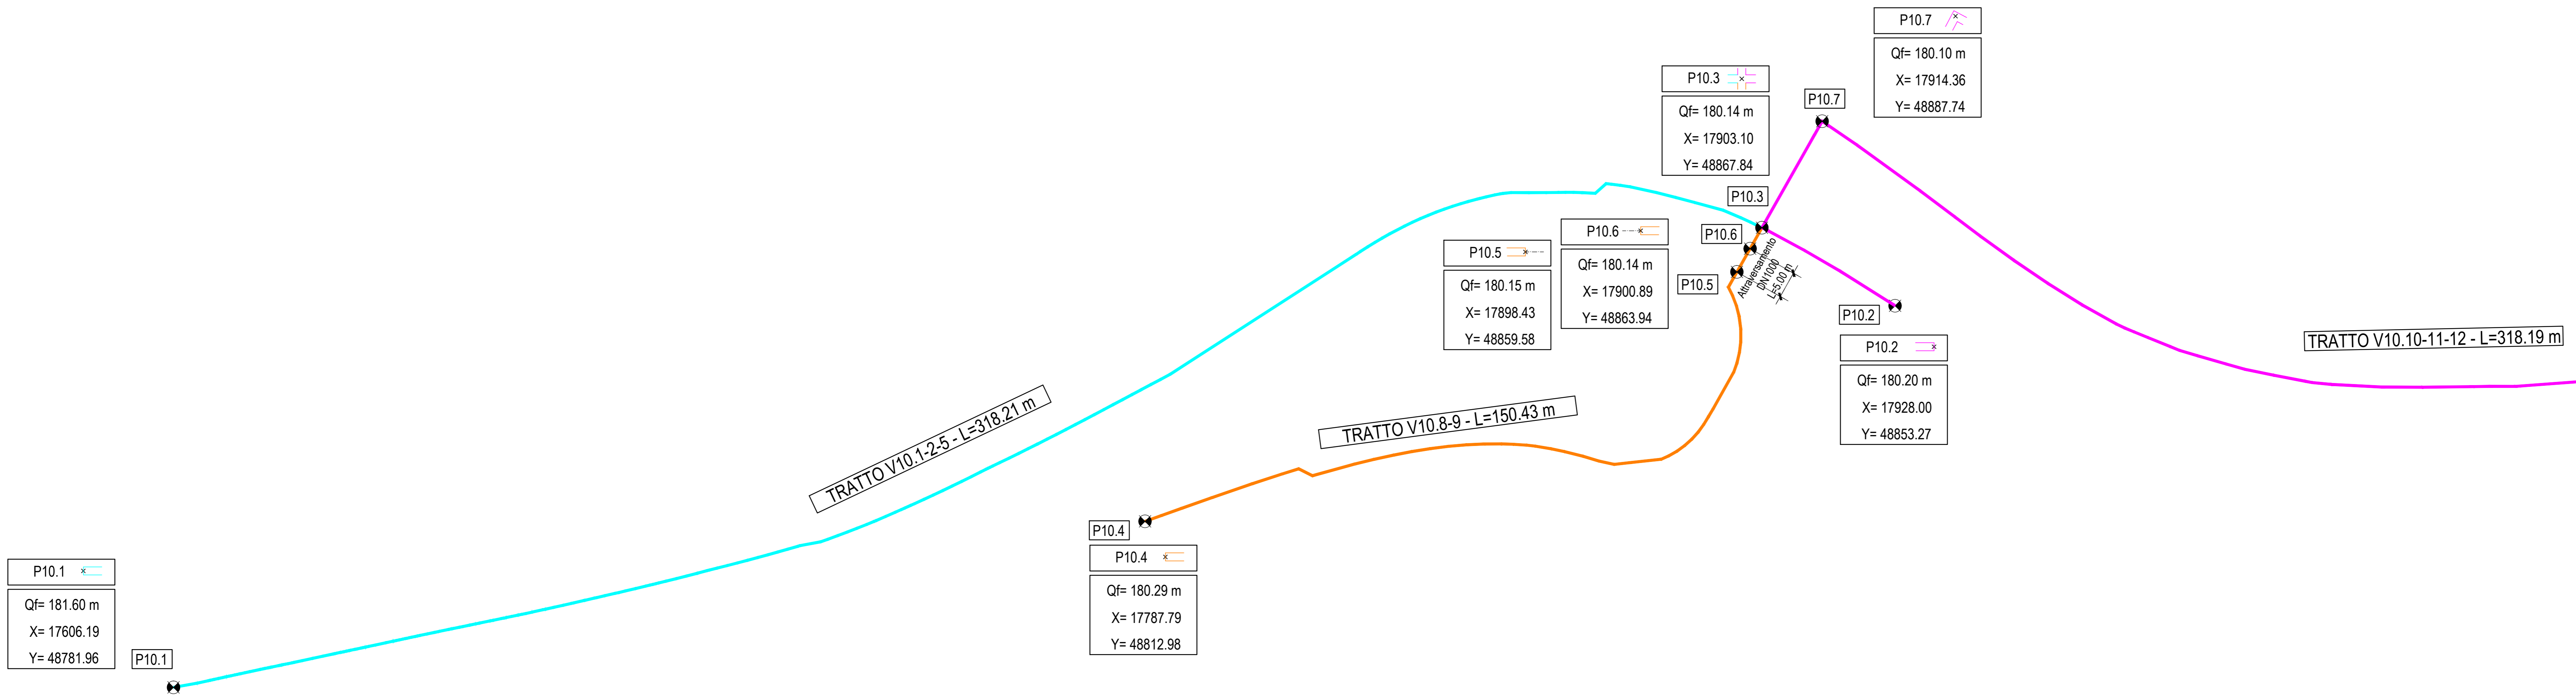 P10.7
Qf= 180.10 m
X= 17914.36
Y= 48887.74
P10.3
Qf= 180.14 m
X= 17903.10
Y= 48867.84
P10.7
P10.3
P10.6
P10.5
Attraversamento
DN1000
L=5.00 m
P10.6
Qf= 180.14 m
X= 17900.89
Y= 48863.94
P10.5
Qf= 180.15 m
X= 17898.43
Y= 48859.58
P10.2
P10.2
Qf= 180.20 m
X= 17928.00
Y= 48853.27
TRATTO V10.10-11-12 - L=318.19 m
TRATTO V10.1-2-5 - L=318.21 m
TRATTO V10.8-9 - L=150.43 m
P10.4
P10.4
Qf= 180.29 m
X= 17787.79
Y= 48812.98
P10.1
Qf= 181.60 m
X= 17606.19
Y= 48781.96
P10.1